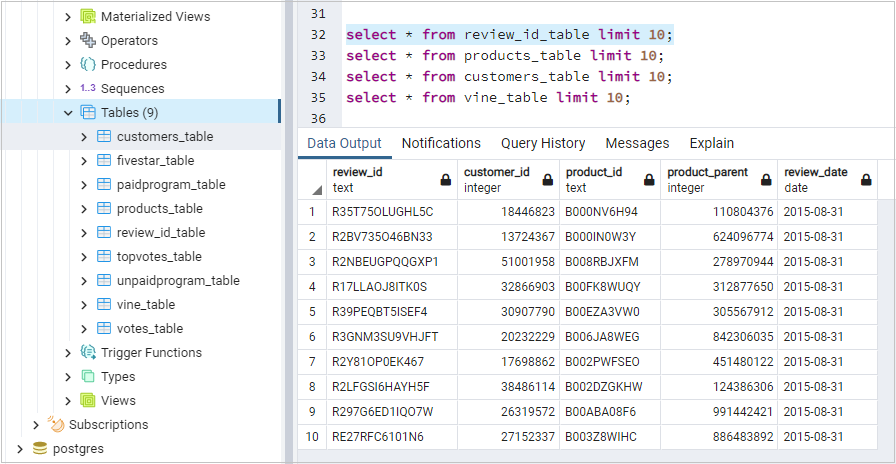 Materialized Views
Operators
Procedures
1..3 Sequences
Tables (9)
customers_table
fivestar_table
paidprogram_table
products_table
review_id_table
topvotes_table
unpaidprogram_table
vine_table
votes_table
Trigger Functions
Types
Views
Subscriptions
postgres
31
32 select * from review_id_table limit 10;
33 select * from products_table limit 10;
34 select * from customers_table limit 10;
35 select * from vine_table limit 10;
36
Data Output Notifications Query History Messages Explain
review_id customer_id product_id product_parent review_date
text integer text integer date
1 R35T75OLUGHL5C 18446823 B000NV6H94 110804376 2015-08-31
2 R2BV735O46BN33 13724367 B000IN0W3Y 624096774 2015-08-31
3 R2NBEUGPQQGXP1 51001958 B008RBJXFM 278970944 2015-08-31
4 R17LLAOJ8ITK0S 32866903 B00FK8WUQY 312877650 2015-08-31
5 R39PEQBT5ISEF4 30907790 B00EZA3VW0 305567912 2015-08-31
6 R3GNM3SU9VHJFT 20232229 B006JA8WEG 842306035 2015-08-31
7 R2Y81OP0EK467 17698862 B002PWFSEO 451480122 2015-08-31
8 R2LFGSI6HAYH5F 38486114 B002DZGKHW 124386306 2015-08-31
9 R297G6ED1IQO7W 26319572 B00ABA08F6 991442421 2015-08-31
10 RE27RFC6101N6 27152337 B003Z8WIHC 886483892 2015-08-31